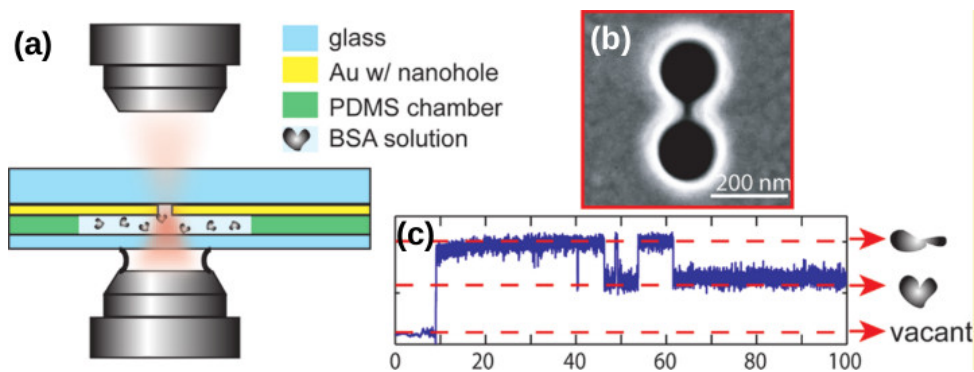 (a)
glass
Au w/ nanohole
PDMS chamber
BSA solution
(b)
200 nm
(c)
vacant
0 20 40 60 80 100